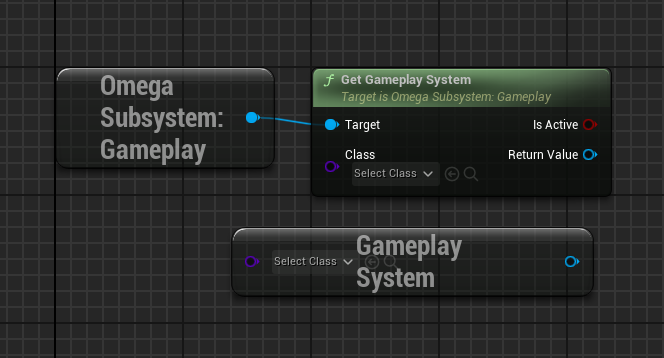 Omega
Subsystem:
Gameplay
f Get Gameplay System
Target is Omega Subsystem: Gameplay
Target
Is Active
Class
Return Value
Select Class
Gameplay
Select Class
System